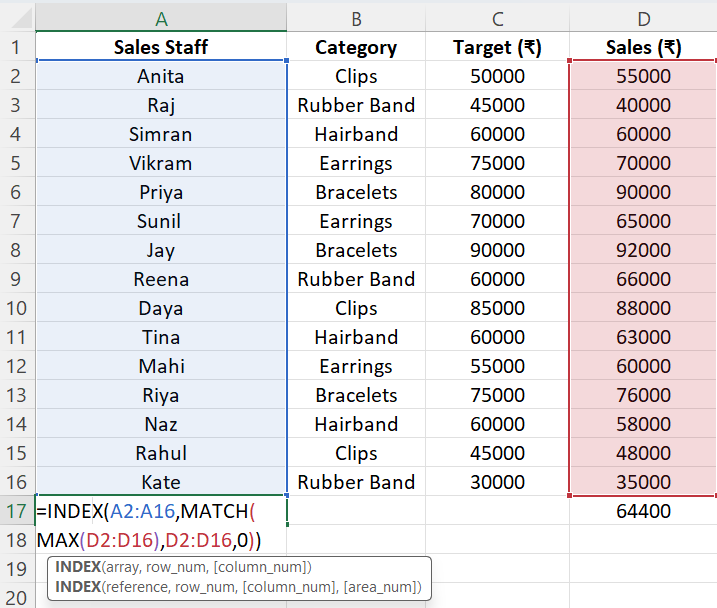 A B C D
1 Sales Staff Category Target (₹) Sales (₹)
2 Anita Clips 50000 55000
3 Raj Rubber Band 45000 40000
4 Simran Hairband 60000 60000
5 Vikram Earrings 75000 70000
6 Priya Bracelets 80000 90000
7 Sunil Earrings 70000 65000
8 Jay Bracelets 90000 92000
9 Reena Rubber Band 60000 66000
10 Daya Clips 85000 88000
11 Tina Hairband 60000 63000
12 Mahi Earrings 55000 60000
13 Riya Bracelets 75000 76000
14 Naz Hairband 60000 58000
15 Rahul Clips 45000 48000
16 Kate Rubber Band 30000 35000
17 =INDEX(A2:A16,MATCH( 64400
18 MAX(D2:D16),D2:D16,0))
19 INDEX(array, row_num, [column_num])
INDEX(reference, row_num, [column_num], [area_num])
20